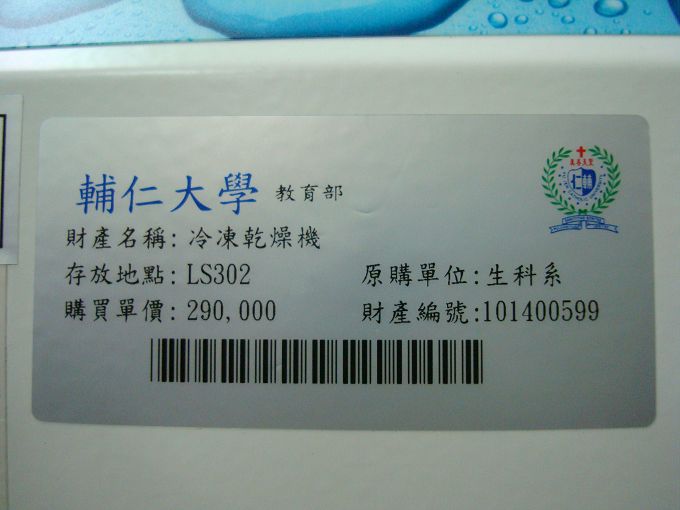 輔仁大學 教育部
財產名稱: 冷凍乾燥機
存放地點: LS302 原購單位: 生科系
購買單價: 290,000 財產編號:101400599